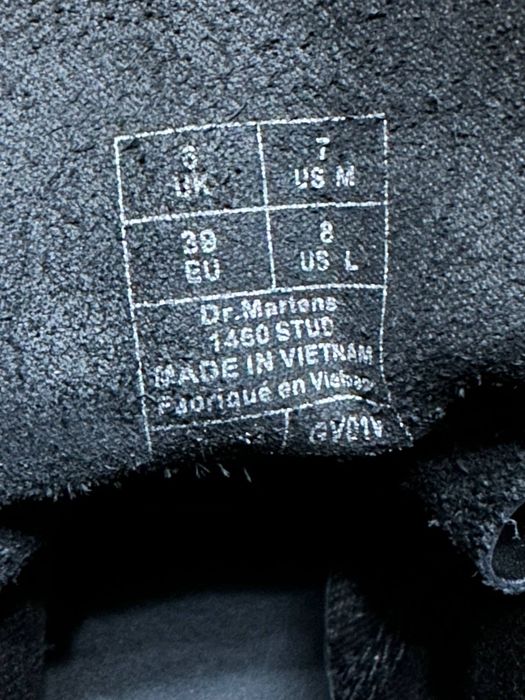 6
UK
7
US M
39
EU
8
US L
Dr.Martens
1460 STUD
MADE IN VIETNAM
Fabriqué en Vietnam